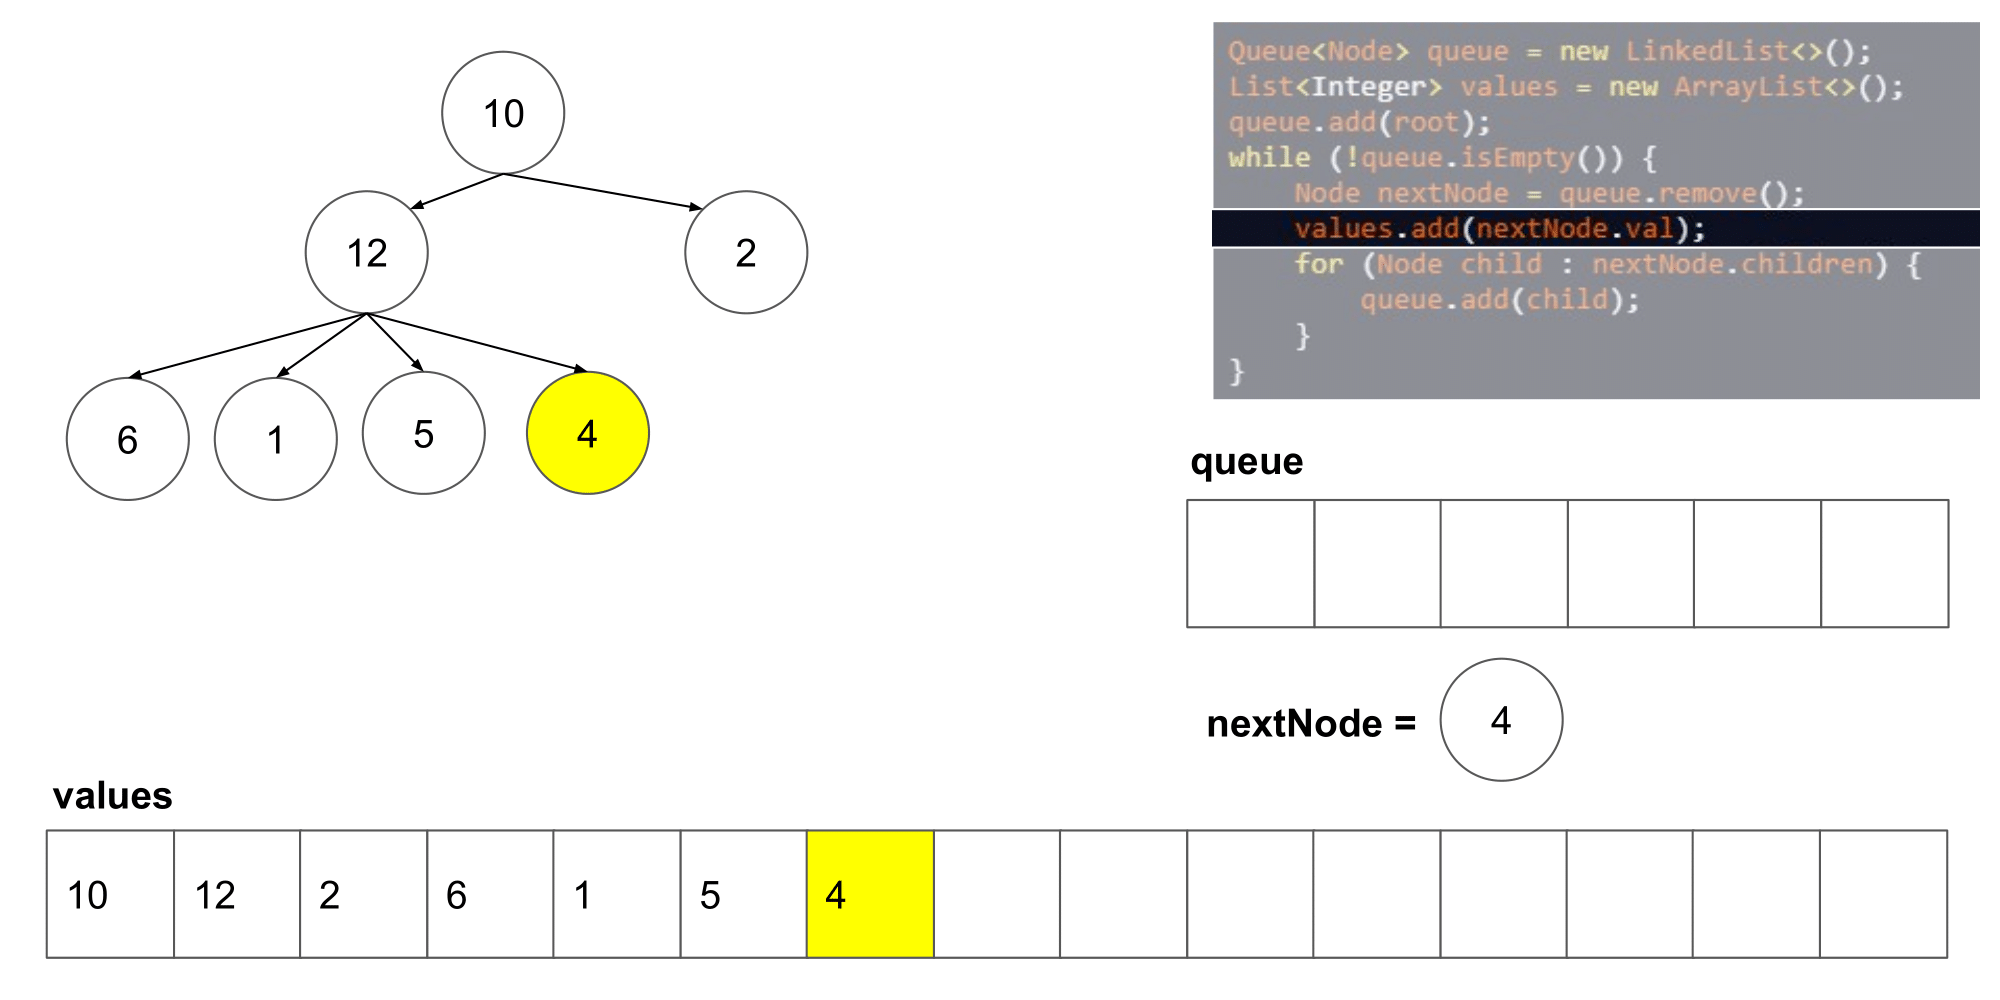 10
12
2
6
1
5
4
Queue<Node> queue = new LinkedList<>();
List<Integer> values = new ArrayList<>();
queue.add(root);
while (!queue.isEmpty()) {
    Node nextNode = queue.remove();
    values.add(nextNode.val);
    for (Node child : nextNode.children) {
        queue.add(child);
    }
}
queue
nextNode = 4
values
10 12 2 6 1 5 4